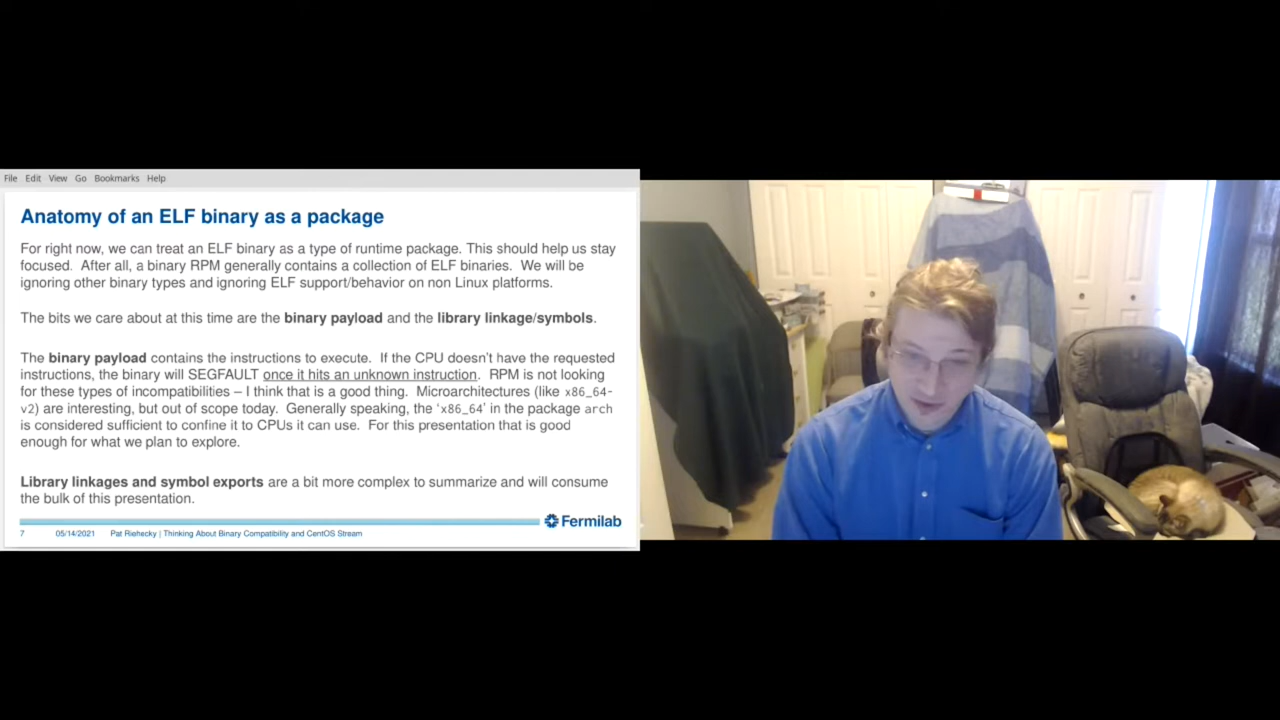 File Edit View Go Bookmarks Help
Anatomy of an ELF binary as a package
For right now, we can treat an ELF binary as a type of runtime package. This should help us stay
focused. After all, a binary RPM generally contains a collection of ELF binaries. We will be
ignoring other binary types and ignoring ELF support/behavior on non Linux platforms.
The bits we care about at this time are the binary payload and the library linkage/symbols.
The binary payload contains the instructions to execute. If the CPU doesn't have the requested
instructions, the binary will SEGFAULT once it hits an unknown instruction. RPM is not looking
for these types of incompatibilities – I think that is a good thing. Microarchitectures (like x86_64-
v2) are interesting, but out of scope today. Generally speaking, the 'x86_64' in the package arch
is considered sufficient to confine it to CPUs it can use. For this presentation that is good
enough for what we plan to explore.
Library linkages and symbol exports are a bit more complex to summarize and will consume
the bulk of this presentation.
Fermilab
7 05/14/2021 Pat Riehecky | Thinking About Binary Compatibility and CentOS Stream